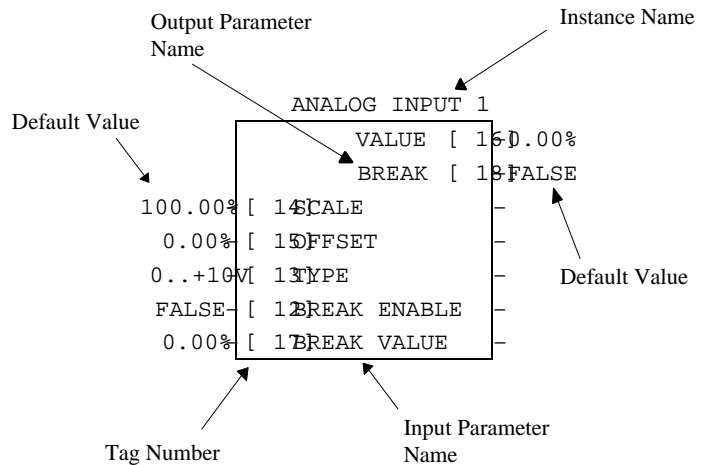 Output Parameter
Name
Instance Name
ANALOG INPUT 1
Default Value
VALUE [ 16] 0.00%
BREAK [ 18] FALSE
100.00% [ 14] SCALE
0.00% [ 15] OFFSET
0..+10V [ 13] TYPE
Default Value
FALSE [ 12] BREAK ENABLE
0.00% [ 17] BREAK VALUE
Tag Number
Input Parameter
Name